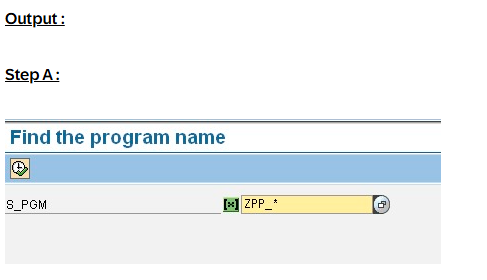 Output :
Step A :
Find the program name
S_PGM ZPP_*